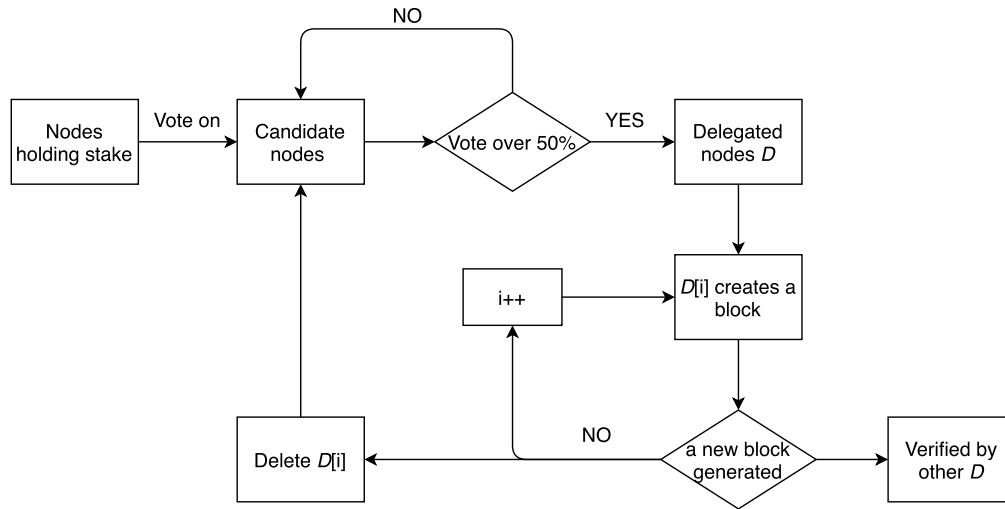 NO
Nodes
holding stake
Vote on
Candidate
nodes
Vote over 50%
YES
Delegated
nodes D
i++
D[i] creates a
block
Delete D[i]
NO
a new block
generated
Verified by
other D